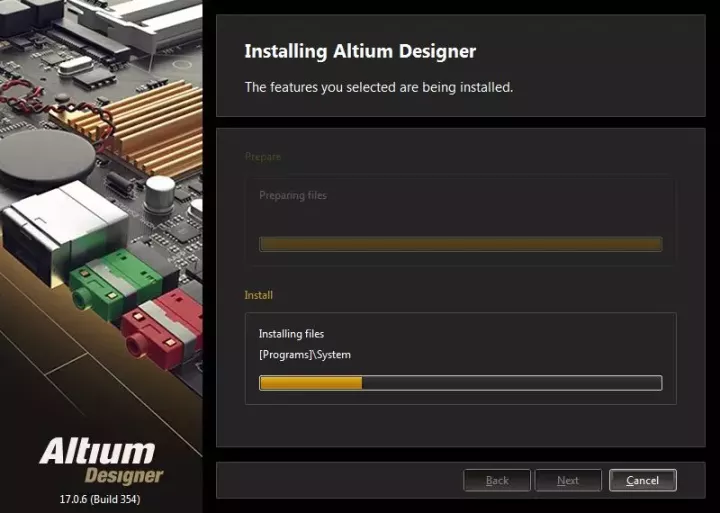 Installing Altium Designer
The features you selected are being installed.
Prepare
Preparing files
Install
Installing files
[Programs]\System
Altium
Designer
17.0.6 (Build 354)
Back
Next
Cancel